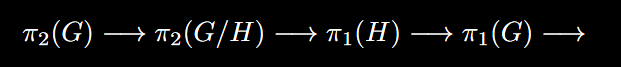 π₂(G) ⟶ π₂(G/H) ⟶ π₁(H) ⟶ π₁(G) ⟶